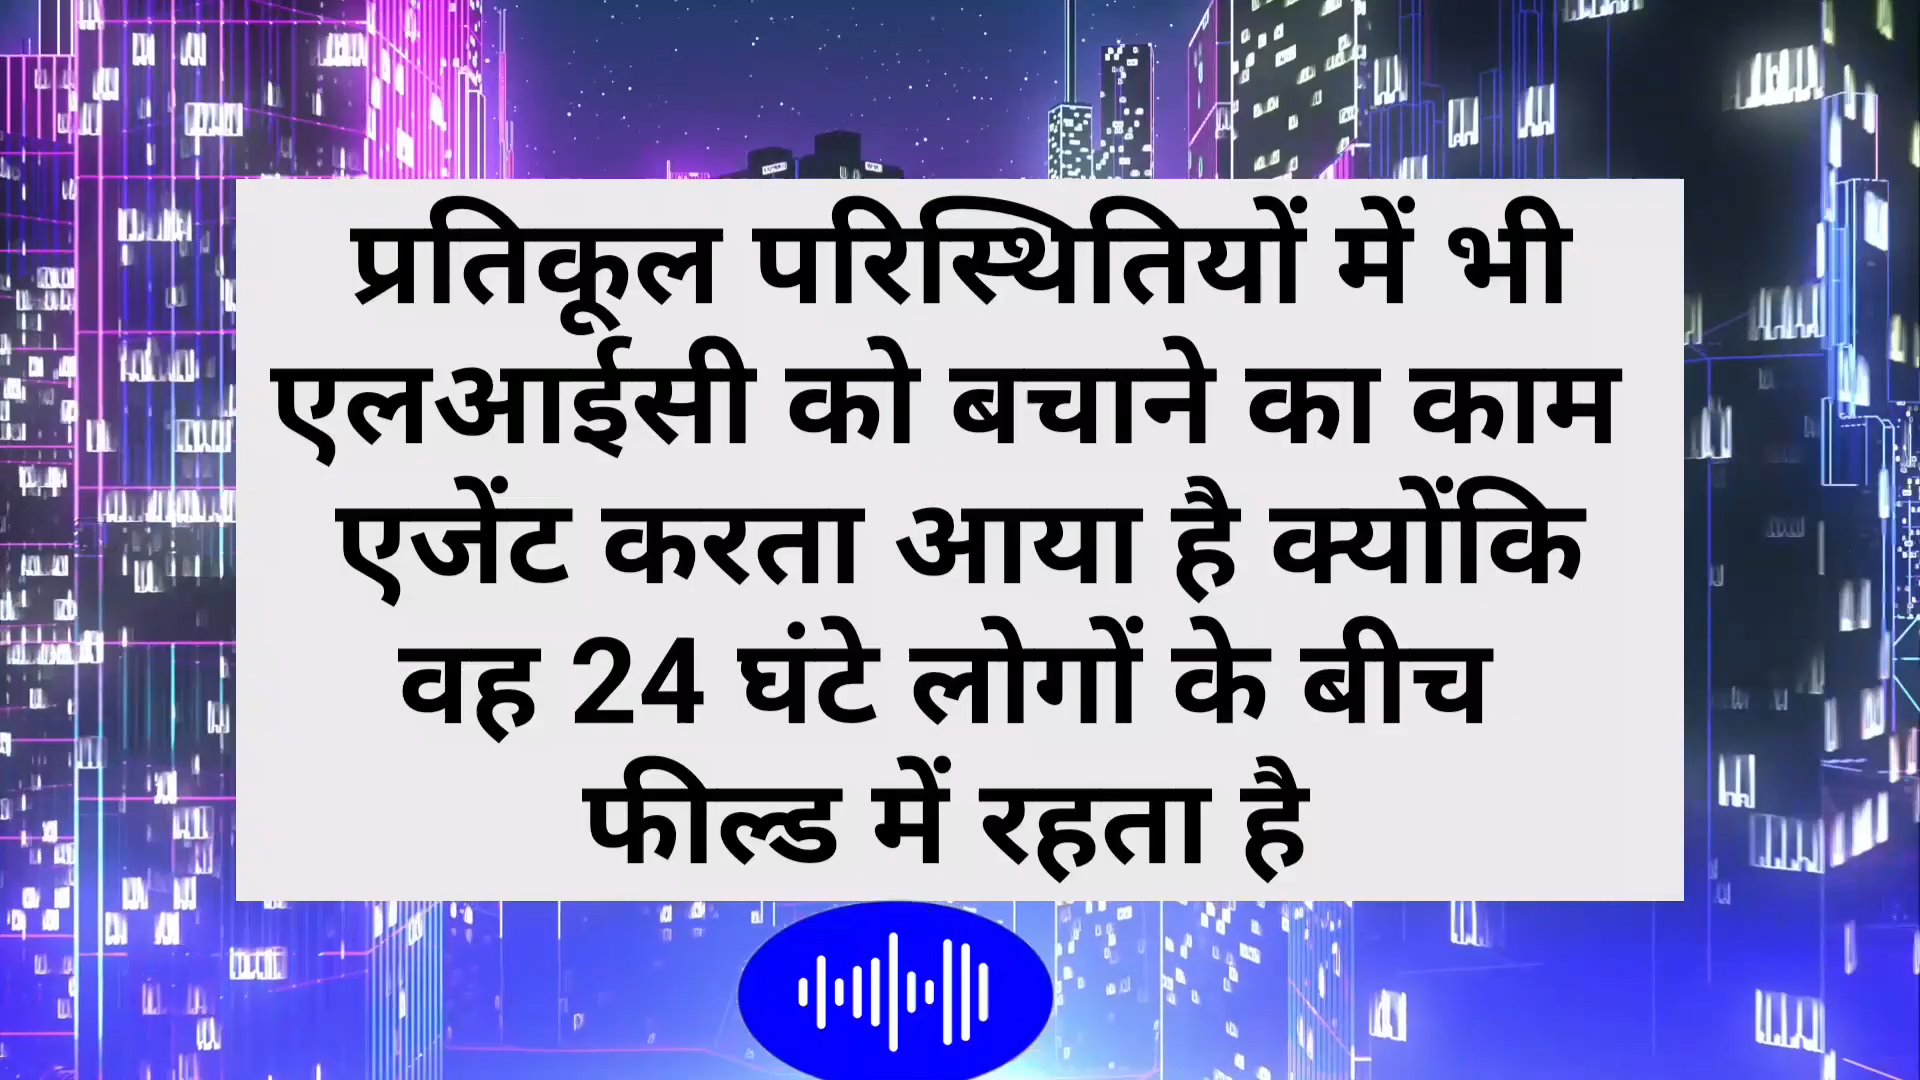 प्रतिकूल परिस्थितियों में भी
एलआईसी को बचाने का काम
एजेंट करता आया है क्योंकि
वह 24 घंटे लोगों के बीच
फील्ड में रहता है